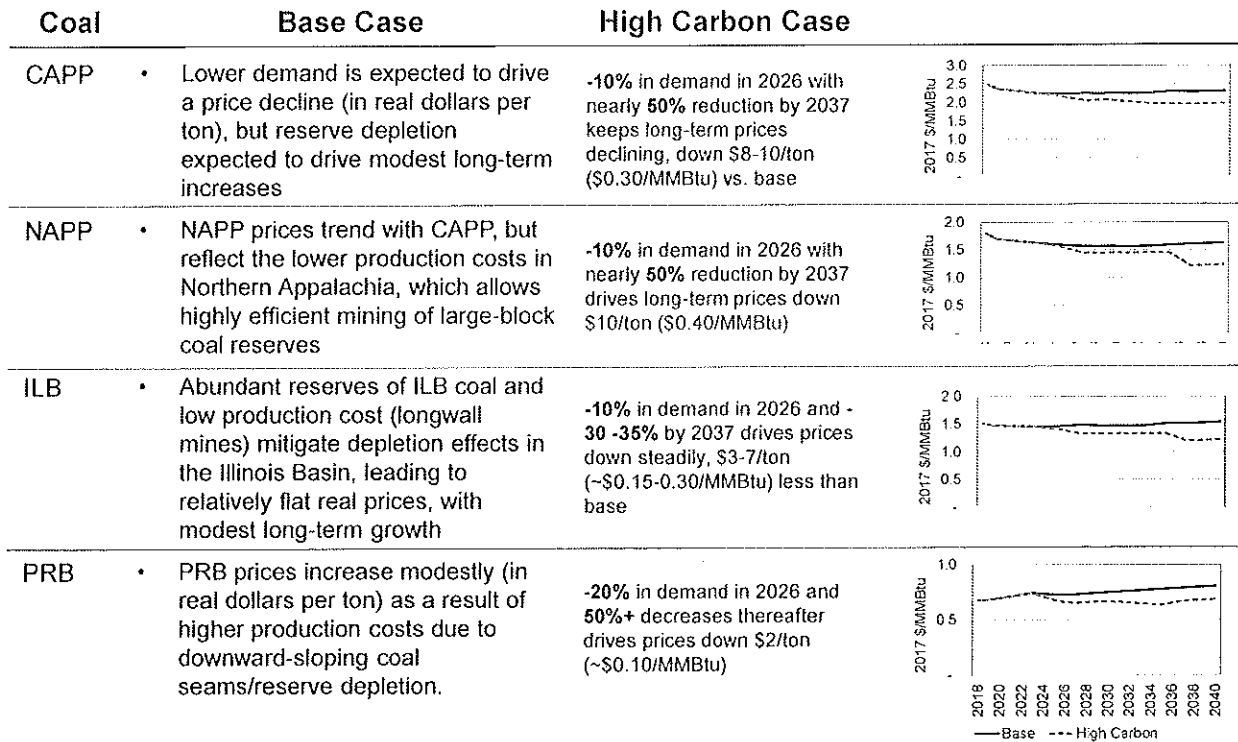 Coal Base Case High Carbon Case
CAPP
• Lower demand is expected to drive
a price decline (in real dollars per
ton), but reserve depletion
expected to drive modest long-term
increases
-10% in demand in 2026 with
nearly 50% reduction by 2037
keeps long-term prices
declining, down $8-10/ton
($0.30/MMBtu) vs. base
2017 $/MMBtu
3.0
2.5
2.0
1.5
1.0
0.5
-
NAPP
• NAPP prices trend with CAPP, but
reflect the lower production costs in
Northern Appalachia, which allows
highly efficient mining of large-block
coal reserves
-10% in demand in 2026 with
nearly 50% reduction by 2037
drives long-term prices down
$10/ton ($0.40/MMBtu)
2017 $/MMBtu
2.0
1.5
1.0
0.5
-
ILB
• Abundant reserves of ILB coal and
low production cost (longwall
mines) mitigate depletion effects in
the Illinois Basin, leading to
relatively flat real prices, with
modest long-term growth
-10% in demand in 2026 and -
30 -35% by 2037 drives prices
down steadily, $3-7/ton
(~$0.15-0.30/MMBtu) less than
base
2017 $/MMBtu
2 0
1.5
1.0
0.5
-
PRB
• PRB prices increase modestly (in
real dollars per ton) as a result of
higher production costs due to
downward-sloping coal
seams/reserve depletion.
-20% in demand in 2026 and
50%+ decreases thereafter
drives prices down $2/ton
(~$0.10/MMBtu)
2017 $/MMBtu
1.0
0.5
-
2018 2020 2022 2024 2026 2028 2030 2032 2034 2036 2038 2040
Base High Carbon